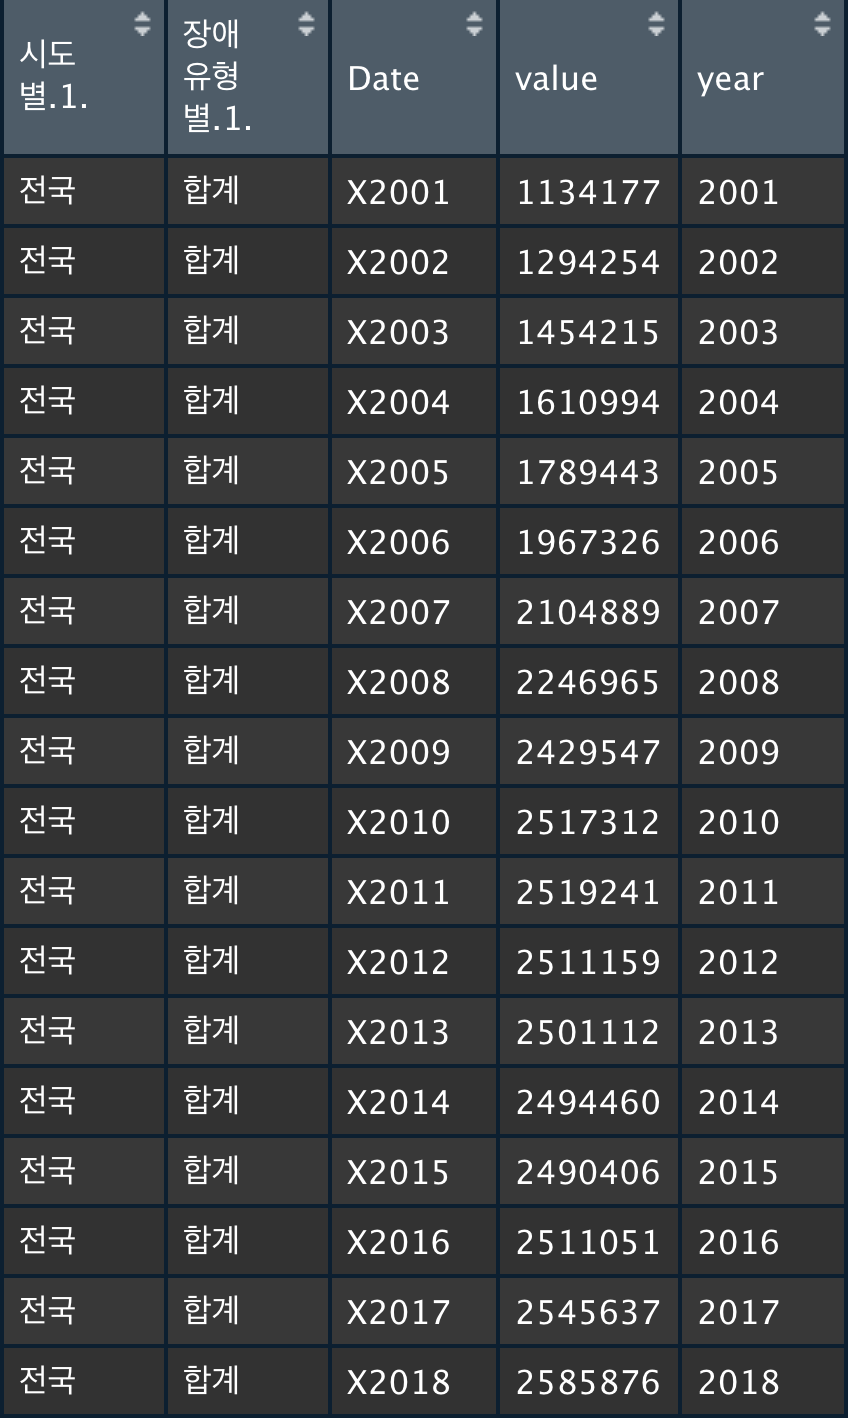 시도
별.1.
장애
유형
별.1.
Date
value
year
전국 합계 X2001 1134177 2001
전국 합계 X2002 1294254 2002
전국 합계 X2003 1454215 2003
전국 합계 X2004 1610994 2004
전국 합계 X2005 1789443 2005
전국 합계 X2006 1967326 2006
전국 합계 X2007 2104889 2007
전국 합계 X2008 2246965 2008
전국 합계 X2009 2429547 2009
전국 합계 X2010 2517312 2010
전국 합계 X2011 2519241 2011
전국 합계 X2012 2511159 2012
전국 합계 X2013 2501112 2013
전국 합계 X2014 2494460 2014
전국 합계 X2015 2490406 2015
전국 합계 X2016 2511051 2016
전국 합계 X2017 2545637 2017
전국 합계 X2018 2585876 2018